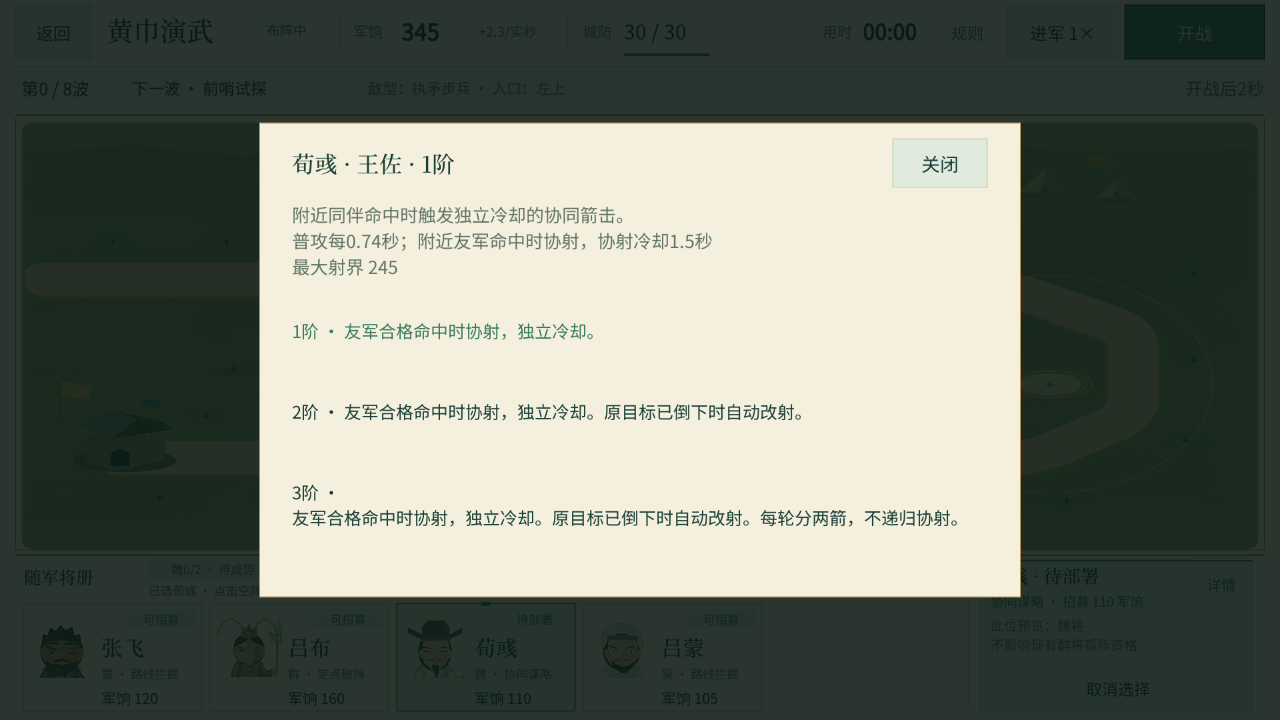 返回
黄巾演武
布阵中
军饷 345
+2.3/实秒
城防 30 / 30
用时 00:00
规则
进军 1×
开战
第0 / 8波
下一波 · 前哨试探
敌型：执矛步兵 · 入口：左上
开战后2秒
荀彧 · 王佐 · 1阶
关闭
附近同伴命中时触发独立冷却的协同箭击。
普攻每0.74秒；附近友军命中时协射，协射冷却1.5秒
最大射界 245
1阶 · 友军合格命中时协射，独立冷却。
2阶 · 友军合格命中时协射，独立冷却。原目标已倒下时自动改射。
3阶 ·
友军合格命中时协射，独立冷却。原目标已倒下时自动改射。每轮分两箭，不递归协射。
随军将册
魏0/2 · 待成势
已选荀彧 · 点击空
可招募
张飞
蜀 · 路线拦截
军饷 120
可招募
吕布
群 · 定点破阵
军饷 160
待部署
荀彧
魏 · 协同谋略
军饷 110
可招募
吕蒙
吴 · 路线拦截
军饷 105
· 待部署
详情
协同谋略 · 招募 110 军饷
此位预览：魏将
不影响现有群将孤阵资格
取消选择